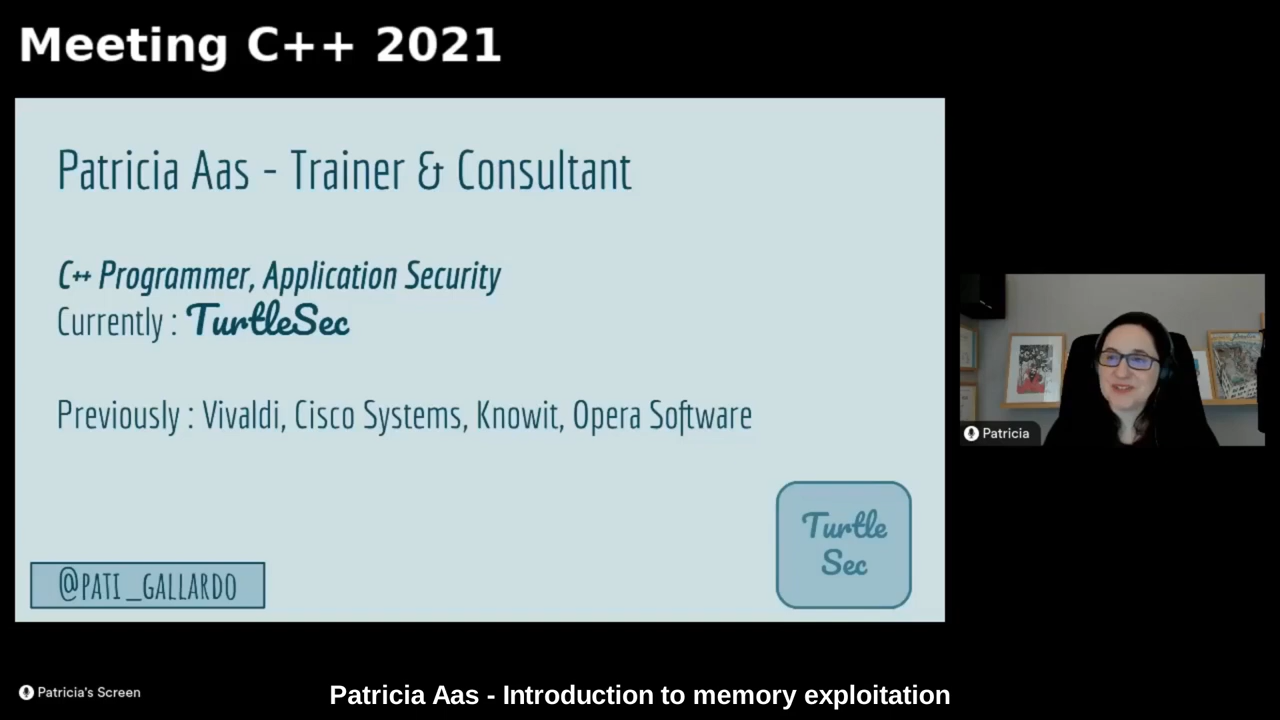 Meeting C++ 2021
Patricia Aas - Trainer & Consultant
C++ Programmer, Application Security
Currently : TurtleSec
Previously : Vivaldi, Cisco Systems, Knowit, Opera Software
Turtle
Sec
@PATI_GALLARDO
Patricia
Patricia's Screen
Patricia Aas - Introduction to memory exploitation